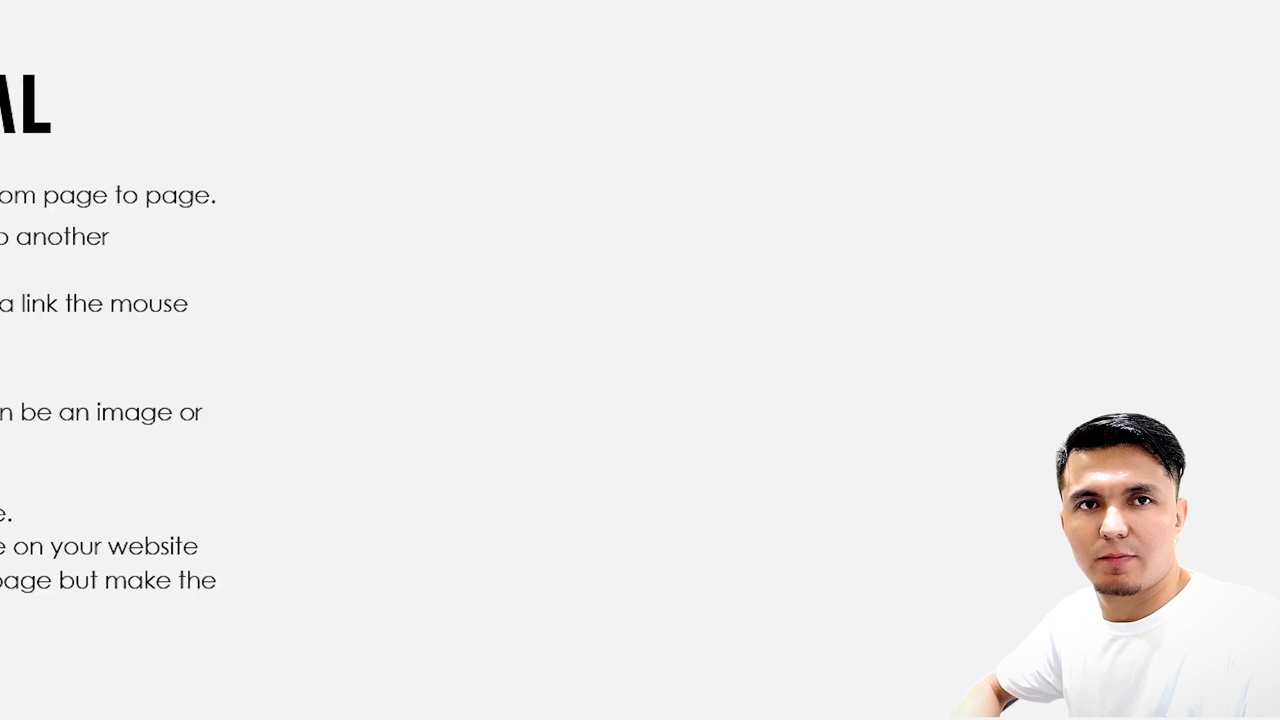 AL
om page to page.
o another
a link the mouse
n be an image or
e.
e on your website
page but make the